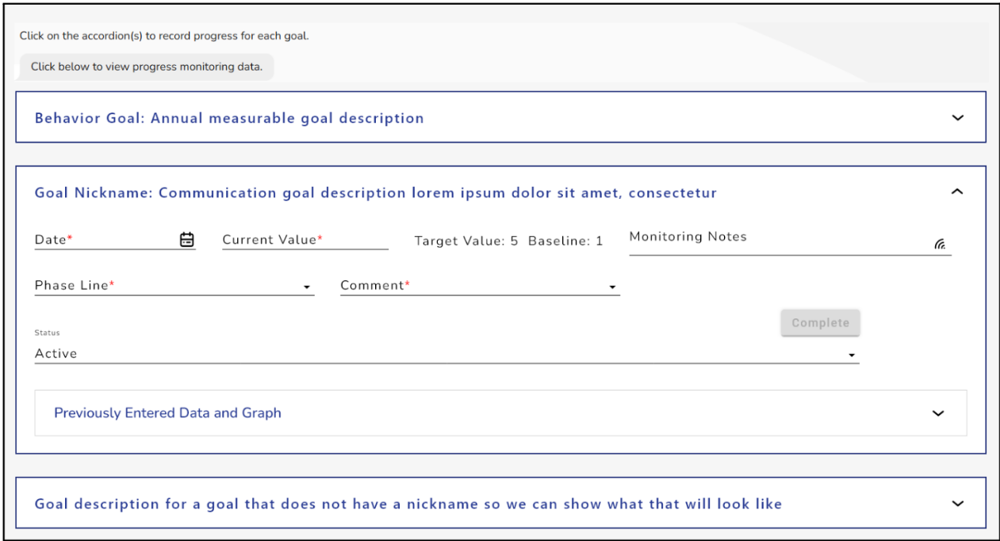 Click on the accordion(s) to record progress for each goal.
Click below to view progress monitoring data.
Behavior Goal: Annual measurable goal description
Goal Nickname: Communication goal description lorem ipsum dolor sit amet, consectetur
Date* Current Value* Target Value: 5 Baseline: 1 Monitoring Notes
Phase Line* Comment*
Complete
Status
Active
Previously Entered Data and Graph
Goal description for a goal that does not have a nickname so we can show what that will look like